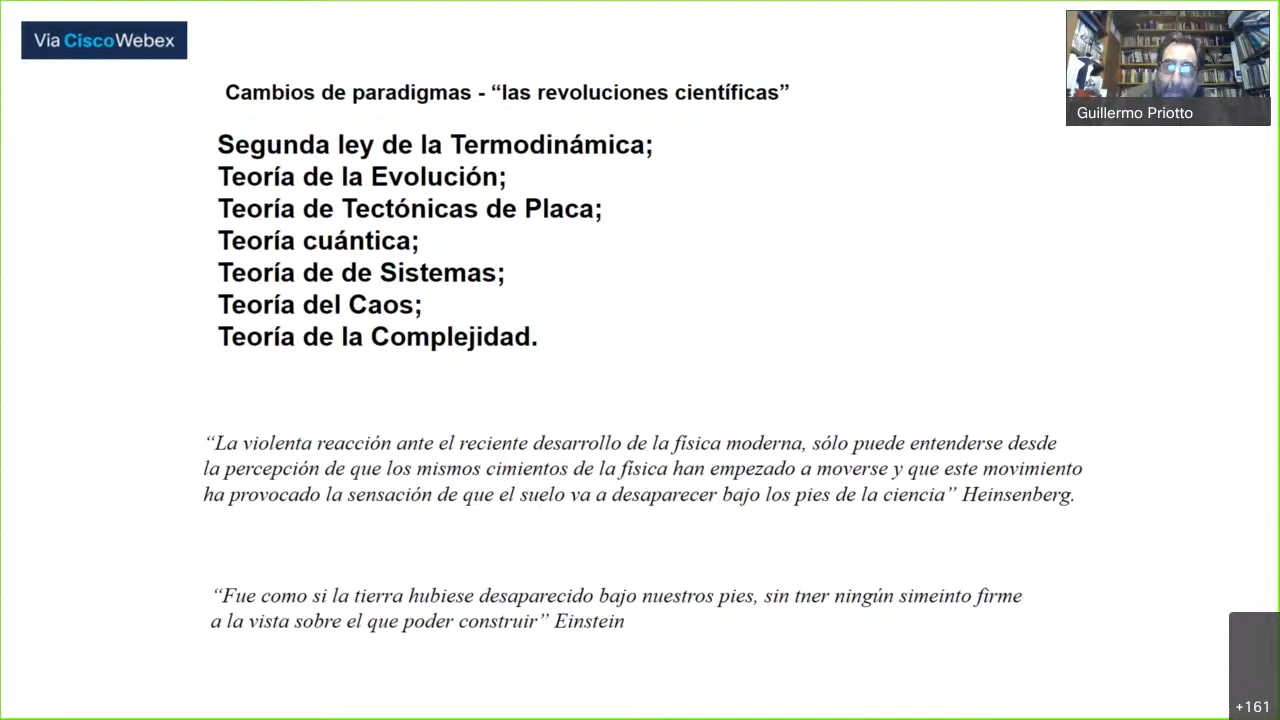 Via CiscoWebex
Guillermo Priotto
Cambios de paradigmas - “las revoluciones científicas”
Segunda ley de la Termodinámica;
Teoría de la Evolución;
Teoría de Tectónicas de Placa;
Teoría cuántica;
Teoría de de Sistemas;
Teoría del Caos;
Teoría de la Complejidad.
“La violenta reacción ante el reciente desarrollo de la física moderna, sólo puede entenderse desde
la percepción de que los mismos cimientos de la física han empezado a moverse y que este movimiento
ha provocado la sensación de que el suelo va a desaparecer bajo los pies de la ciencia” Heinsenberg.
“Fue como si la tierra hubiese desaparecido bajo nuestros pies, sin tner ningún simeinto firme
a la vista sobre el que poder construir” Einstein
+161